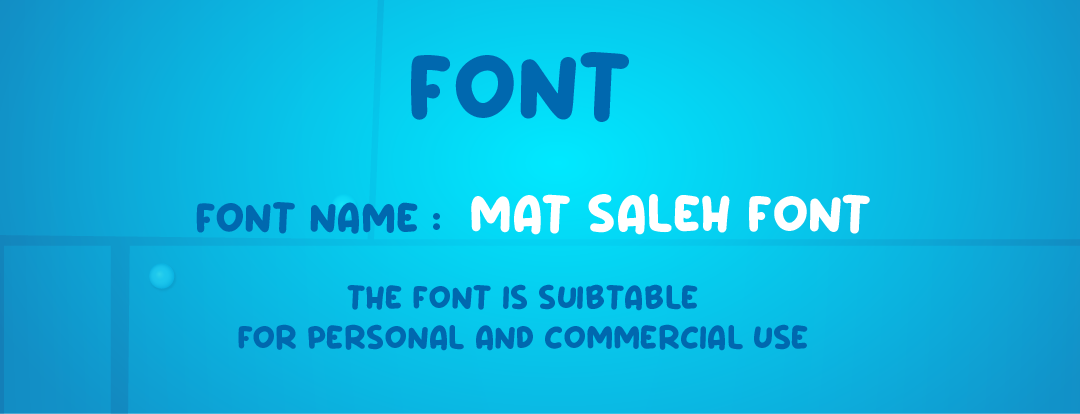 FONT
FONT NAME : MAT SALEH FONT
THE FONT IS SUIBTABLE
FOR PERSONAL AND COMMERCIAL USE